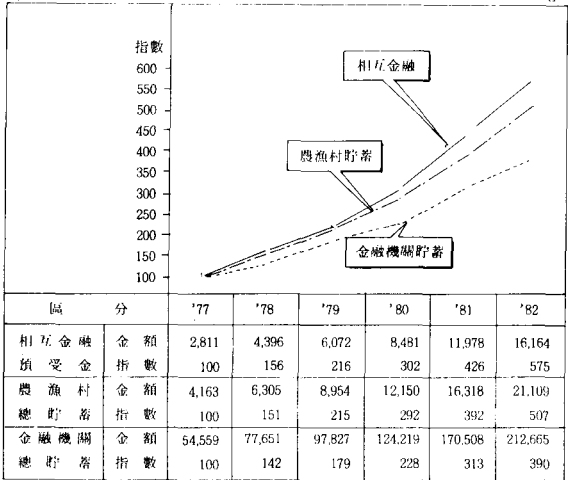 指數
600
550
500
450
400
350
300
250
200
150
100
相互金融
農漁村貯蓄
金融機關貯蓄
區 分 '77 '78 '79 '80 '81 '82
相互金融 金額 2,811 4,396 6,072 8,481 11,978 16,164
預受金 指數 100 156 216 302 426 575
農漁村 金額 4,163 6,305 8,954 12,150 16,318 21,109
總貯蓄 指數 100 151 215 292 392 507
金融機關 金額 54,559 77,651 97,827 124,219 170,508 212,665
總貯蓄 指數 100 142 179 228 313 390